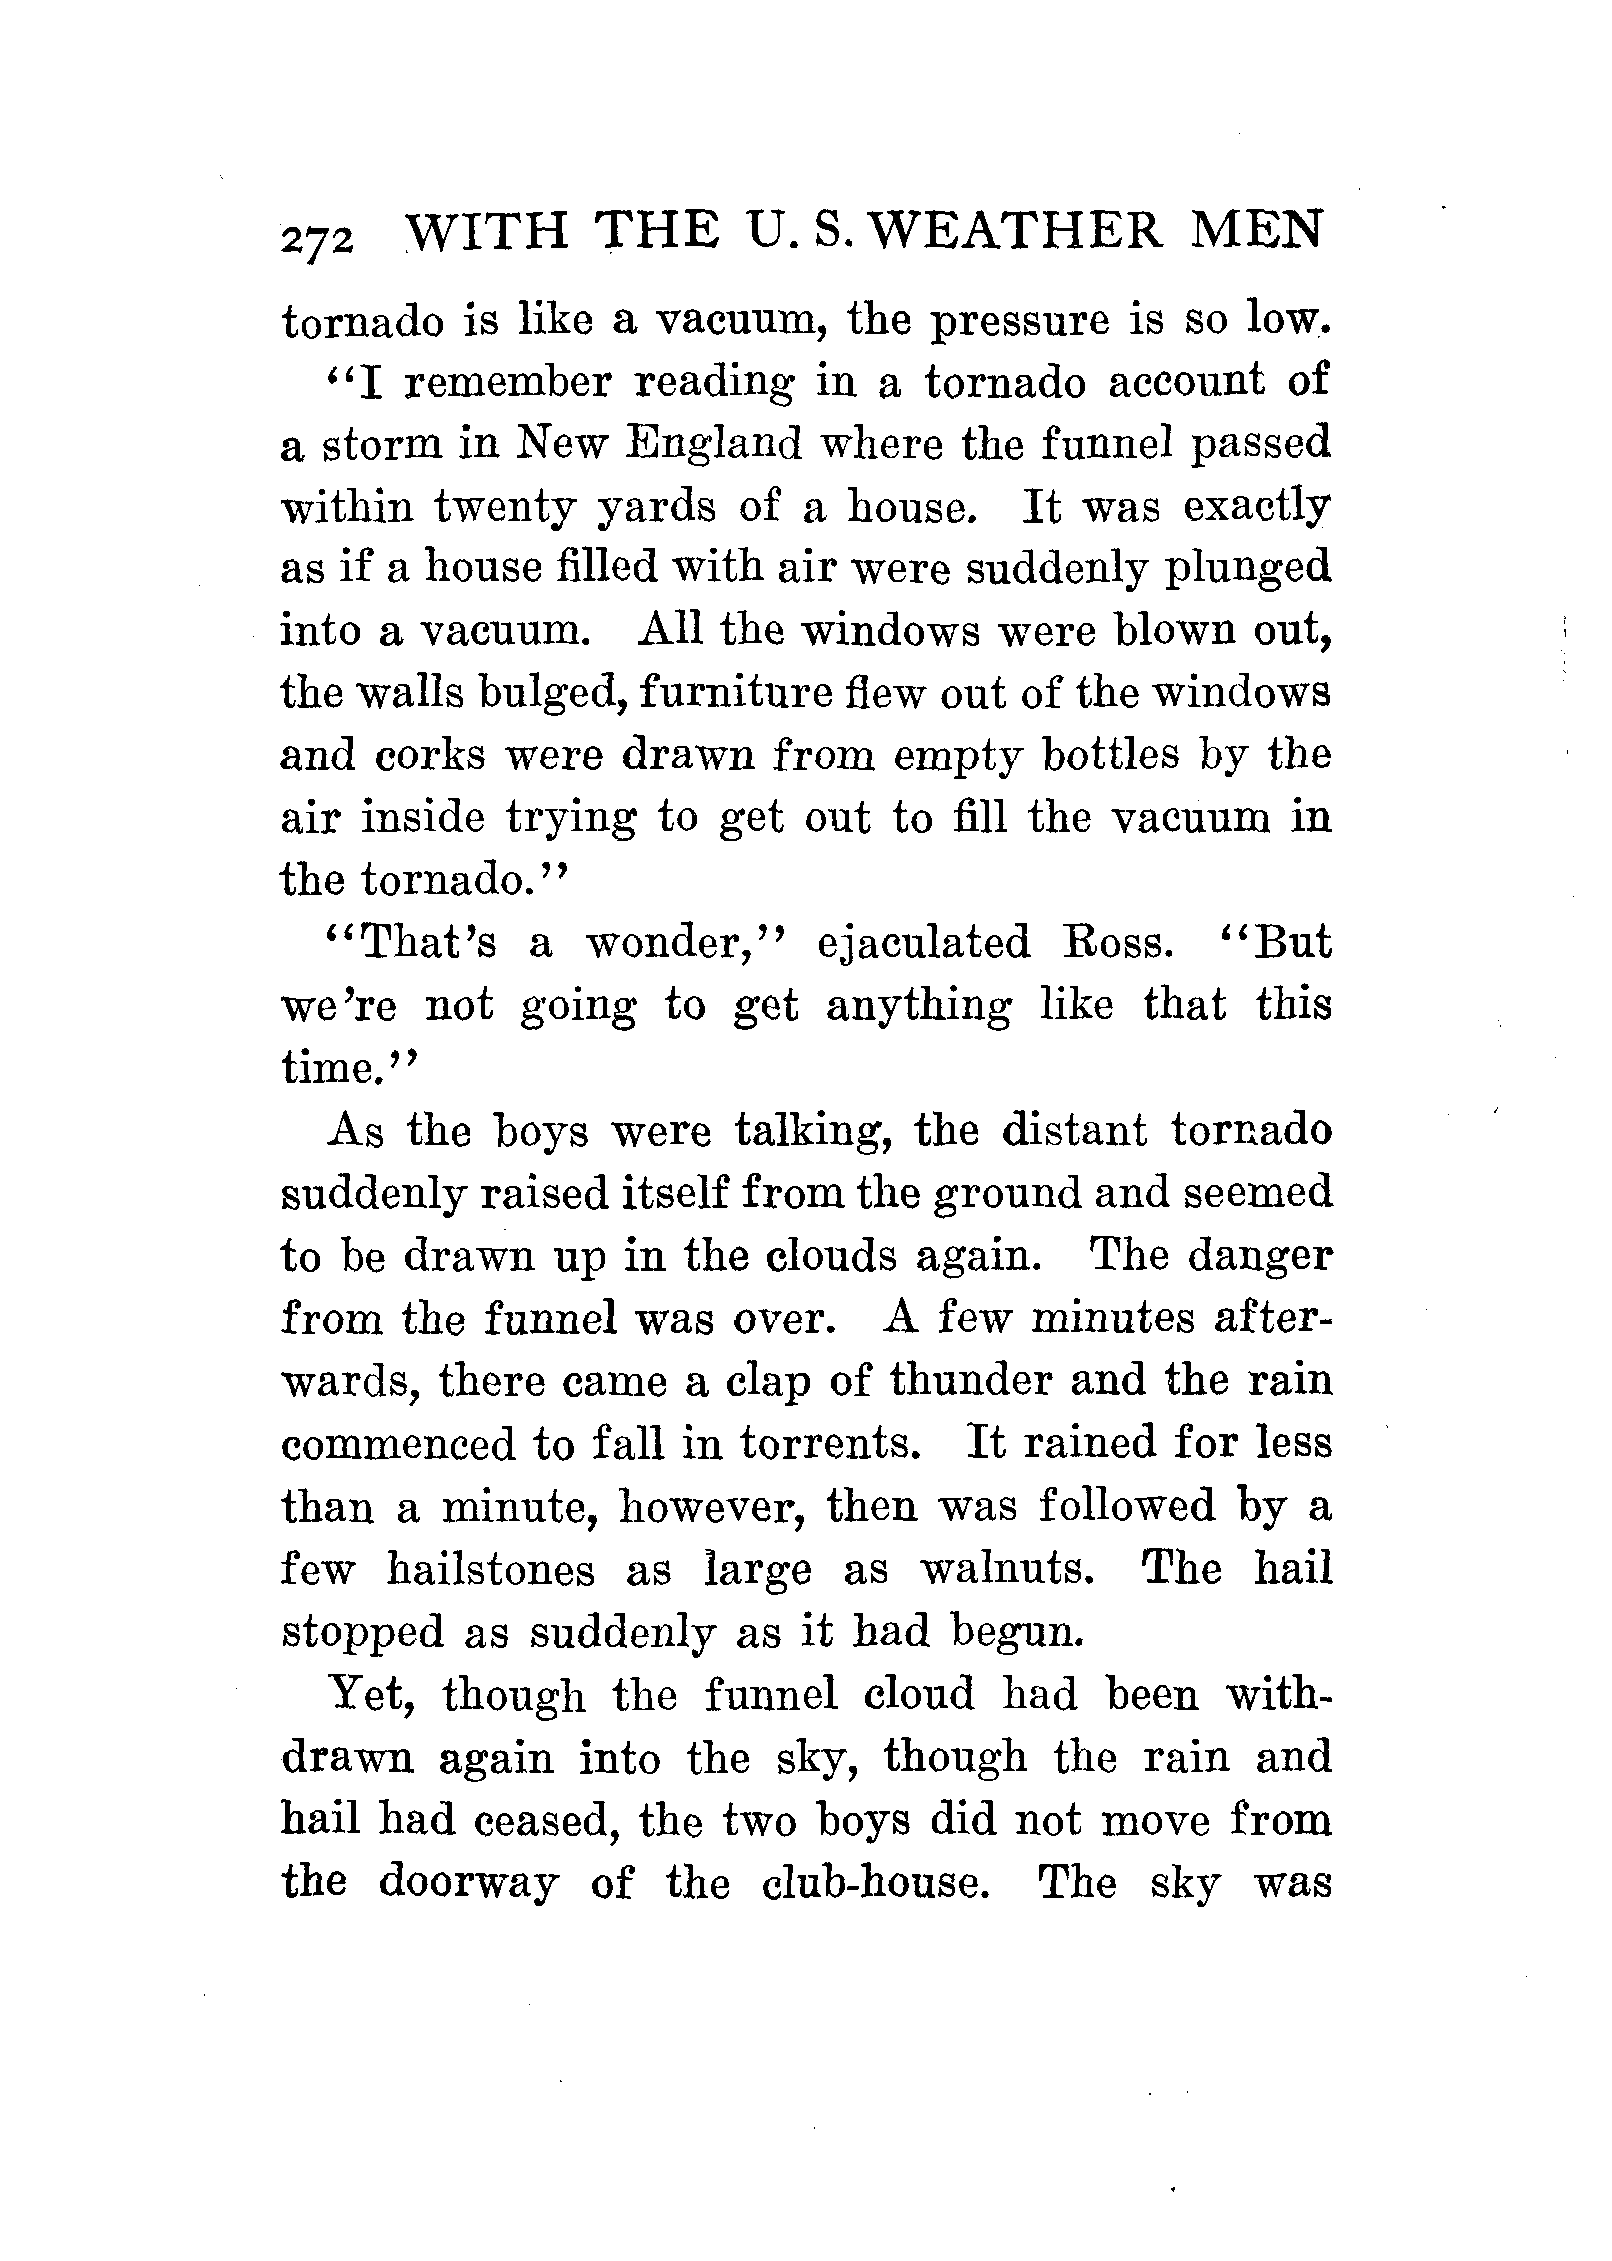 272 WITH THE U. S. WEATHER MEN
tornado is like a vacuum, the pressure is so low.
"I remember reading in a tornado account of
a storm in New England where the funnel passed
within twenty yards of a house. It was exactly
as if a house filled with air were suddenly plunged
into a vacuum. All the windows were blown out,
the walls bulged, furniture flew out of the windows
and corks were drawn from empty bottles by the
air inside trying to get out to fill the vacuum in
the tornado."
"That's a wonder," ejaculated Ross. "But
we're not going to get anything like that this
time."
As the boys were talking, the distant tornado
suddenly raised itself from the ground and seemed
to be drawn up in the clouds again. The danger
from the funnel was over. A few minutes after-
wards, there came a clap of thunder and the rain
commenced to fall in torrents. It rained for less
than a minute, however, then was followed by a
few hailstones as large as walnuts. The hail
stopped as suddenly as it had begun.
Yet, though the funnel cloud had been with-
drawn again into the sky, though the rain and
hail had ceased, the two boys did not move from
the doorway of the club-house. The sky was